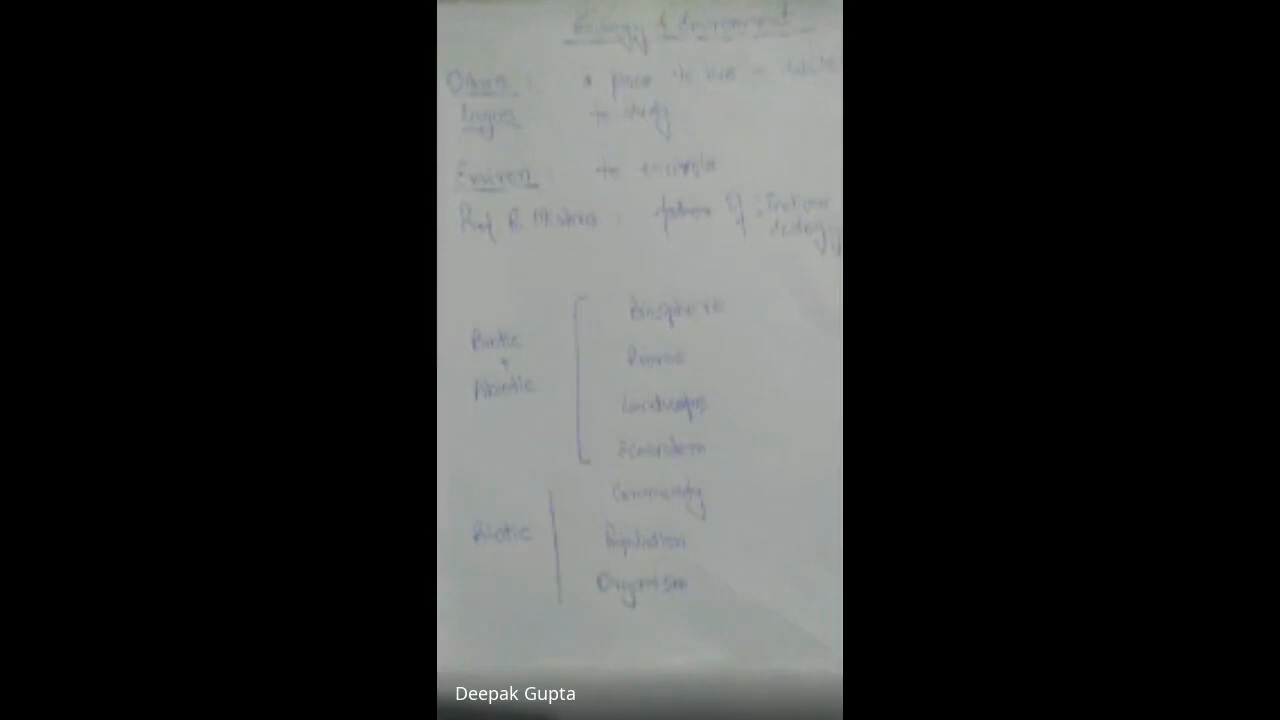 Ecology & Environment
Oikos : a place to live
Logos to study
Environ : to encircle
Prof R. Mishra : father of : Indian
ecology
Biosphere
Biotic
+
Biome
Abiotic
Landscape
Ecosystem
Community
Biotic Population
Organism
Deepak Gupta